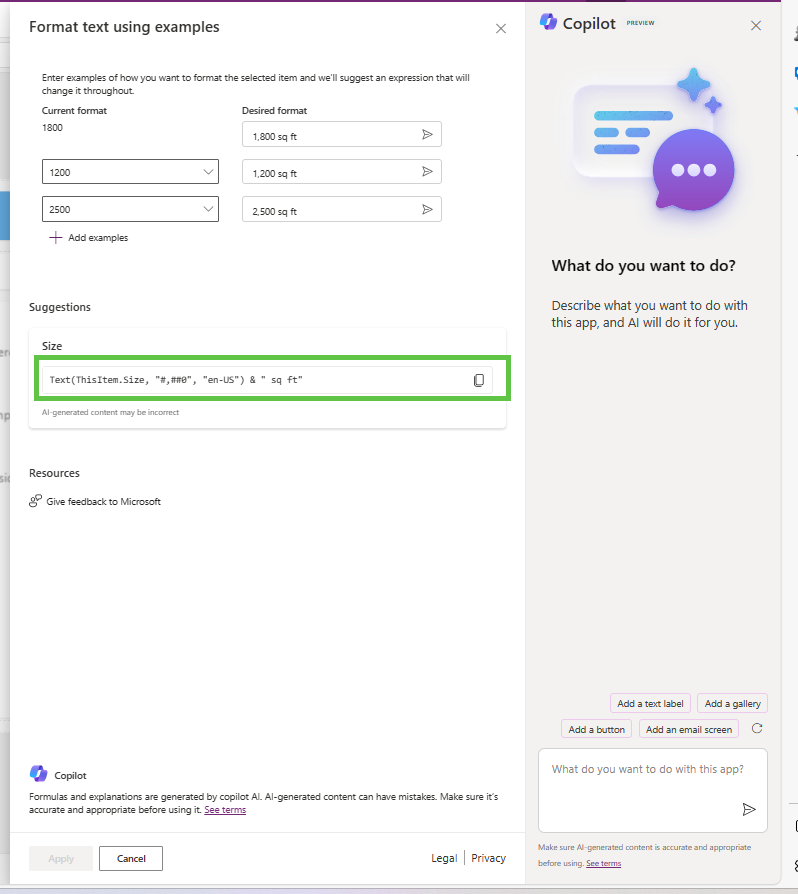 Format text using examples
Enter examples of how you want to format the selected item and we'll suggest an expression that will
change it throughout.
Current format
Desired format
1800
1,800 sq ft
1200
1,200 sq ft
2500
2,500 sq ft
Add examples
Suggestions
Size
Text(ThisItem.Size, "#,##0", "en-US") & " sq ft"
AI-generated content may be incorrect
Resources
Give feedback to Microsoft
Copilot
Formulas and explanations are generated by copilot AI. AI-generated content can have mistakes. Make sure it's
accurate and appropriate before using it. See terms
Apply
Cancel
Legal
Privacy
Copilot
PREVIEW
What do you want to do?
Describe what you want to do with
this app, and AI will do it for you.
Add a text label
Add a gallery
Add a button
Add an email screen
What do you want to do with this app?
Make sure AI-generated content is accurate and appropriate
before using. See terms